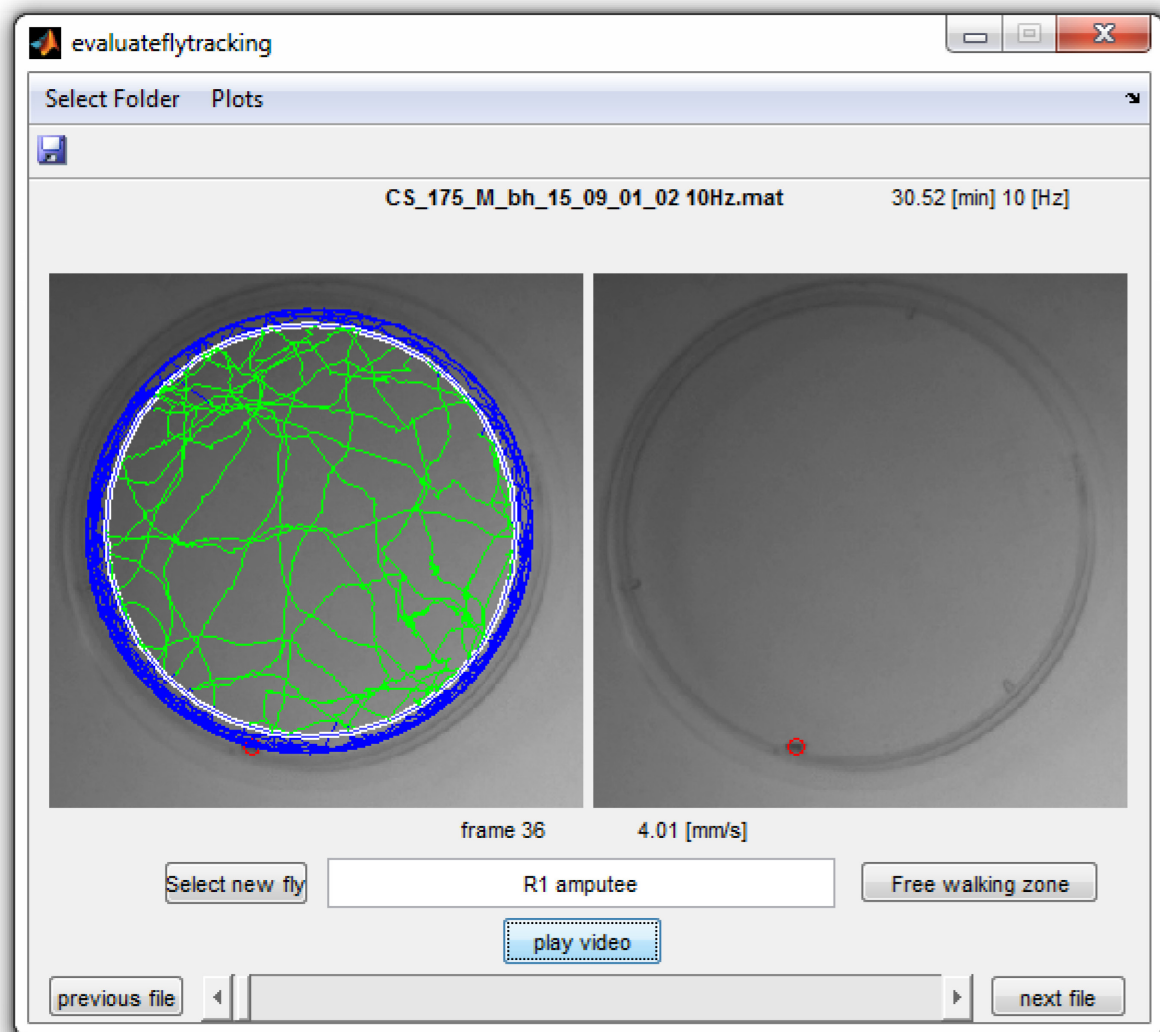 evaluateflytracking
Select Folder Plots
CS_175_M_bh_15_09_01_02 10Hz.mat 30.52 [min] 10 [Hz]
frame 36 4.01 [mm/s]
Select new fly R1 amputee Free walking zone
play video
previous file next file